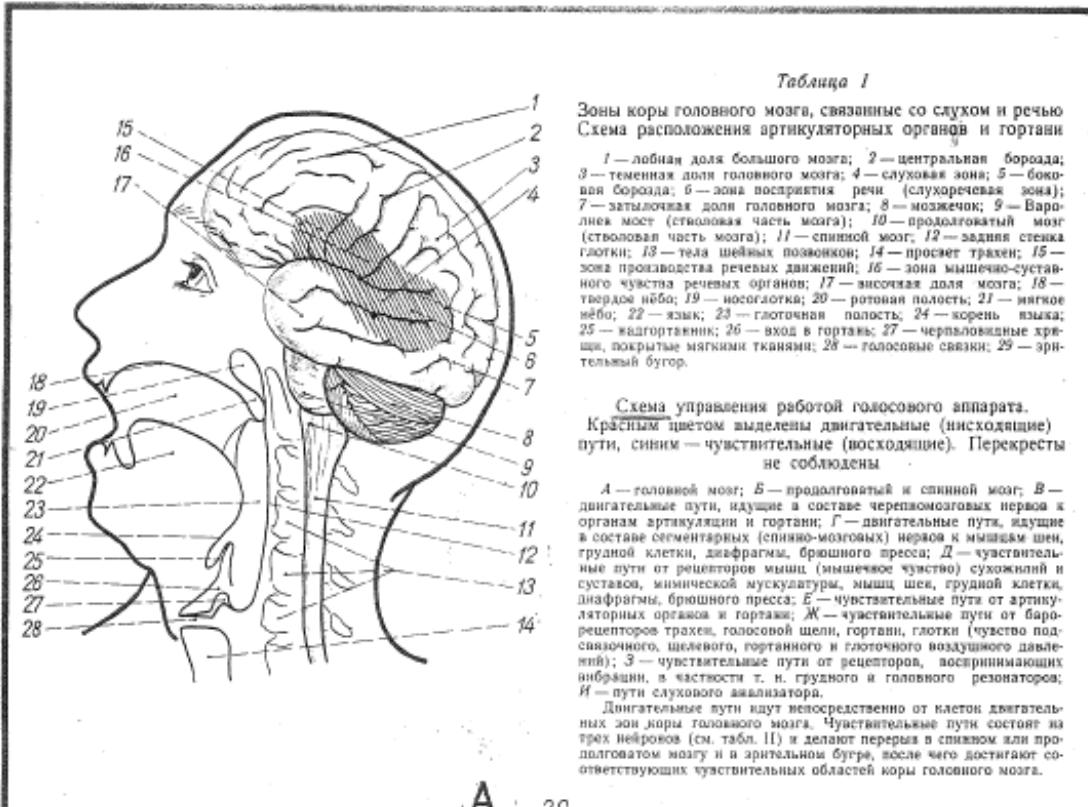 Таблица I
Зоны коры головного мозга, связанные со слухом и речью
Схема расположения артикуляторных органов и гортани
1 — лобная доля большого мозга; 2 — центральная борозда;
3 — теменная доля головного мозга; 4 — слуховая зона; 5 — боко-
вая борозда; 6 — зона восприятия речи (слухоречевая зона);
7 — затылочная доля головного мозга; 8 — мозжечок; 9 — Варо-
лиев мост (стволовая часть мозга); 10 — продолговатый мозг
(стволовая часть мозга); 11 — спинной мозг; 12 — задняя стенка
глотки; 13 — тела шейных позвонков; 14 — просвет трахеи; 15 —
зона производства речевых движений; 16 — зона мышечно-сустав-
ного чувства речевых органов; 17 — височная доля мозга; 18 —
твердое нёбо; 19 — носоглотка; 20 — ротовая полость; 21 — мягкое
нёбо; 22 — язык; 23 — глоточная полость; 24 — корень языка;
25 — надгортанник; 26 — вход в гортань; 27 — черпаловидные хря-
щи, покрытые мягкими тканями; 28 — голосовые связки; 29 — зри-
тельный бугор.
Схема управления работой голосового аппарата.
Красным цветом выделены двигательные (нисходящие)
пути, синим — чувствительные (восходящие). Перекресты
не соблюдены
А — головной мозг; Б — продолговатый и спинной мозг; В —
двигательные пути, идущие в составе черепномозговых нервов к
органам артикуляции и гортани; Г — двигательные пути, идущие
в составе сегментарных (спинно-мозговых) нервов к мышцам шеи,
грудной клетки, диафрагмы, брюшного пресса; Д — чувствитель-
ные пути от рецепторов мышц (мышечное чувство) сухожилий и
суставов, мимической мускулатуры, мышц шеи, грудной клетки,
диафрагмы, брюшного пресса; Е — чувствительные пути от артику-
ляторных органов и гортани; Ж — чувствительные пути от баро-
рецепторов трахеи, голосовой щели, гортани, глотки (чувство под-
связочного, щелевого, гортанного и глоточного воздушного давле-
ний); З — чувствительные пути от рецепторов, воспринимающих
вибрации, в частности т. н. грудного и головного резонаторов;
И — пути слухового анализатора.
Двигательные пути идут непосредственно от клеток двигатель-
ных зон коры головного мозга. Чувствительные пути состоят из
трех нейронов (см. табл. II) и делают перерыв в спинном или про-
долговатом мозгу и в зрительном бугре, после чего достигают со-
ответствующих чувствительных областей коры головного мозга.
15
16
17
1
2
3
4
5
6
7
8
9
10
11
12
13
14
18
19
20
21
22
23
24
25
26
27
28
А